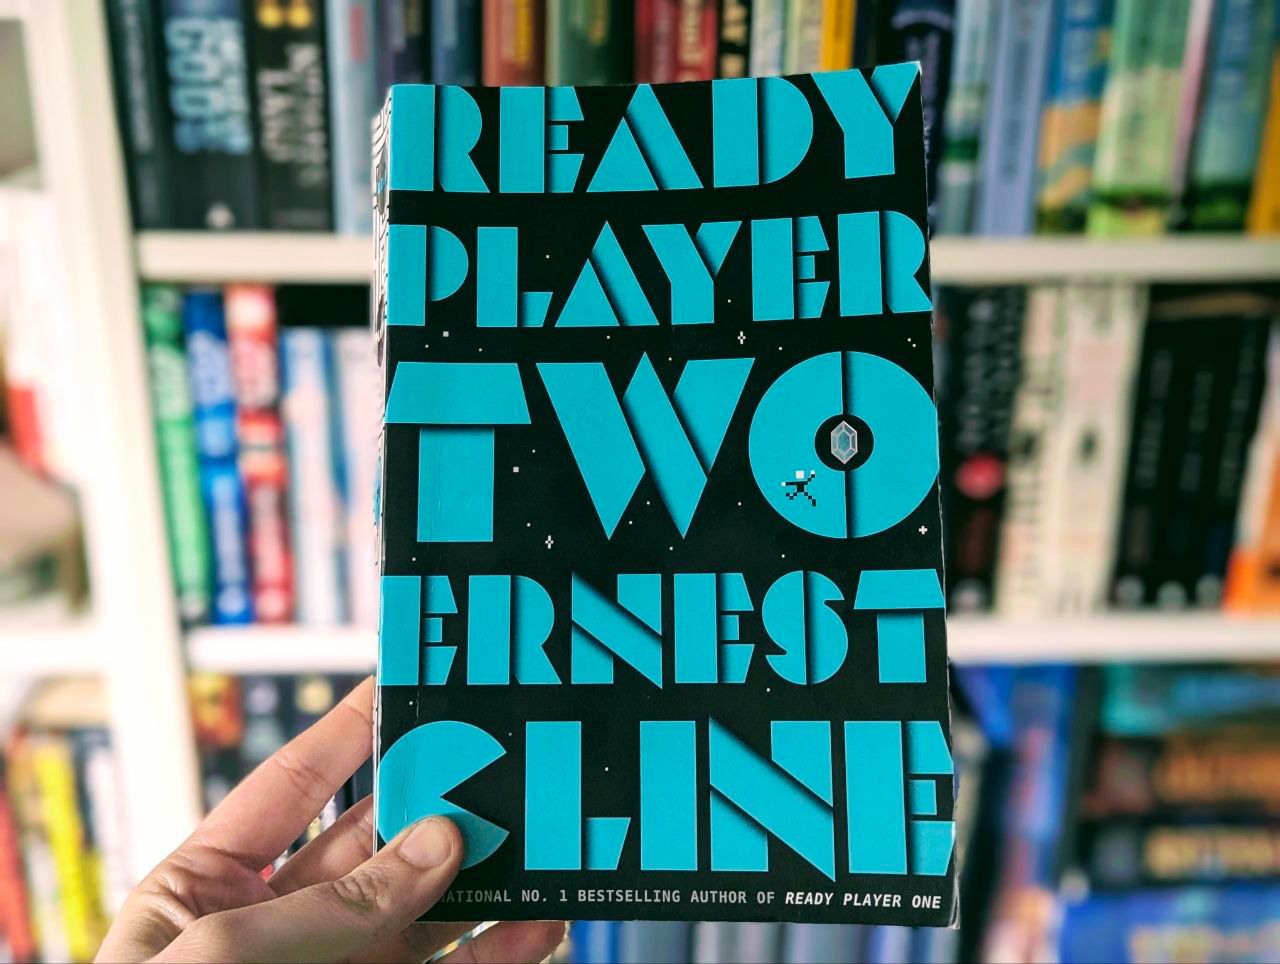 READY
PLAYER
TWO
ERNEST
CLINE
NATIONAL NO. 1 BESTSELLING AUTHOR OF READY PLAYER ONE